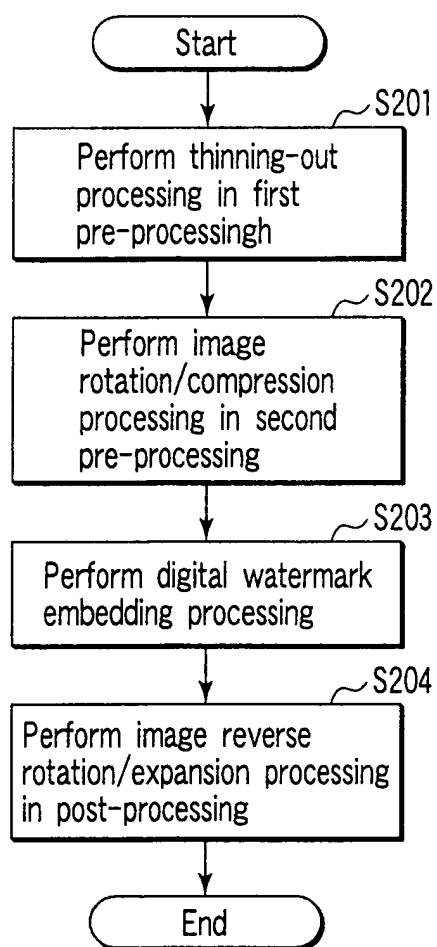 Start
S201
Perform thinning-out
processing in first
pre-processingh
S202
Perform image
rotation/compression
processing in second
pre-processing
S203
Perform digital watermark
embedding processing
S204
Perform image reverse
rotation/expansion processing
in post-processing
End